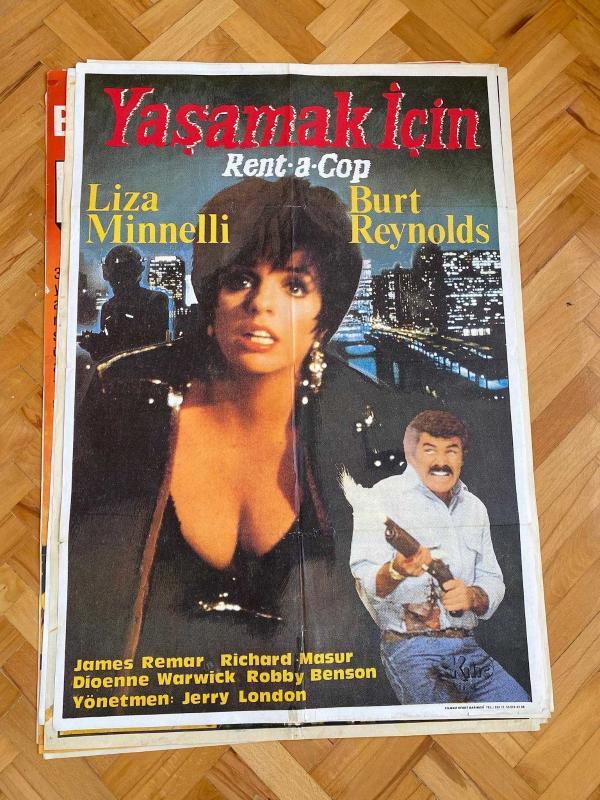 Yaşamak İçin
Rent-a-Cop
Liza
Minnelli
Burt
Reynolds
James Remar Richard Masur
Dioenne Warwick Robby Benson
Yönetmen: Jerry London